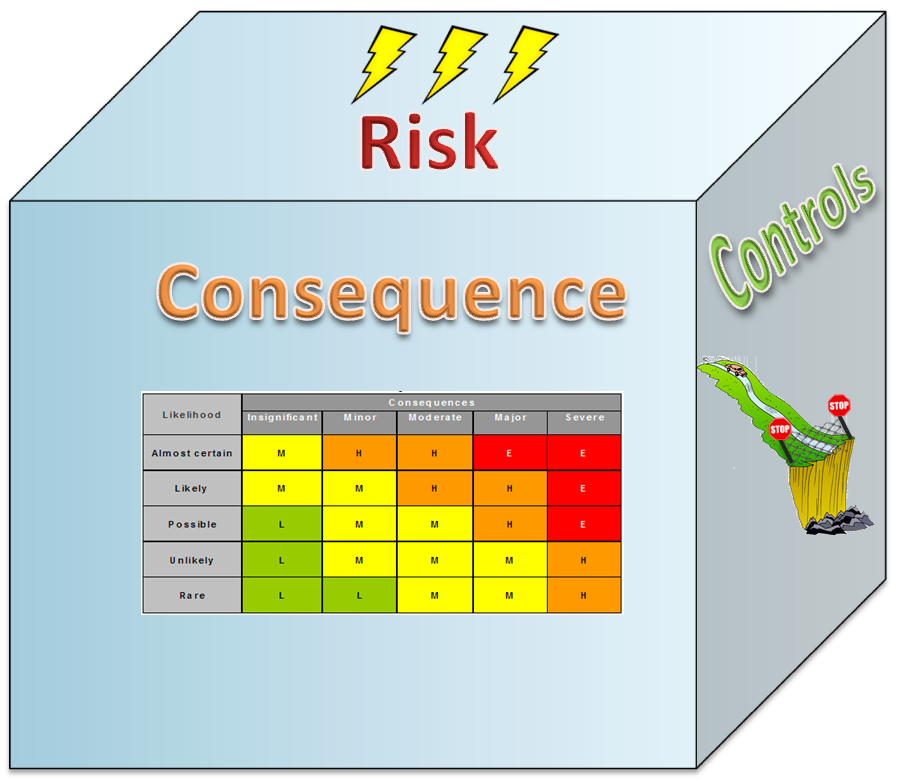 Risk
Controls
Consequence
Likelihood
Consequences
Insignificant Minor Moderate Major Severe
Almost certain M H H E E
Likely M M H H E
Possible L M M H E
Unlikely L M M M H
Rare L L M M H
STOP
STOP